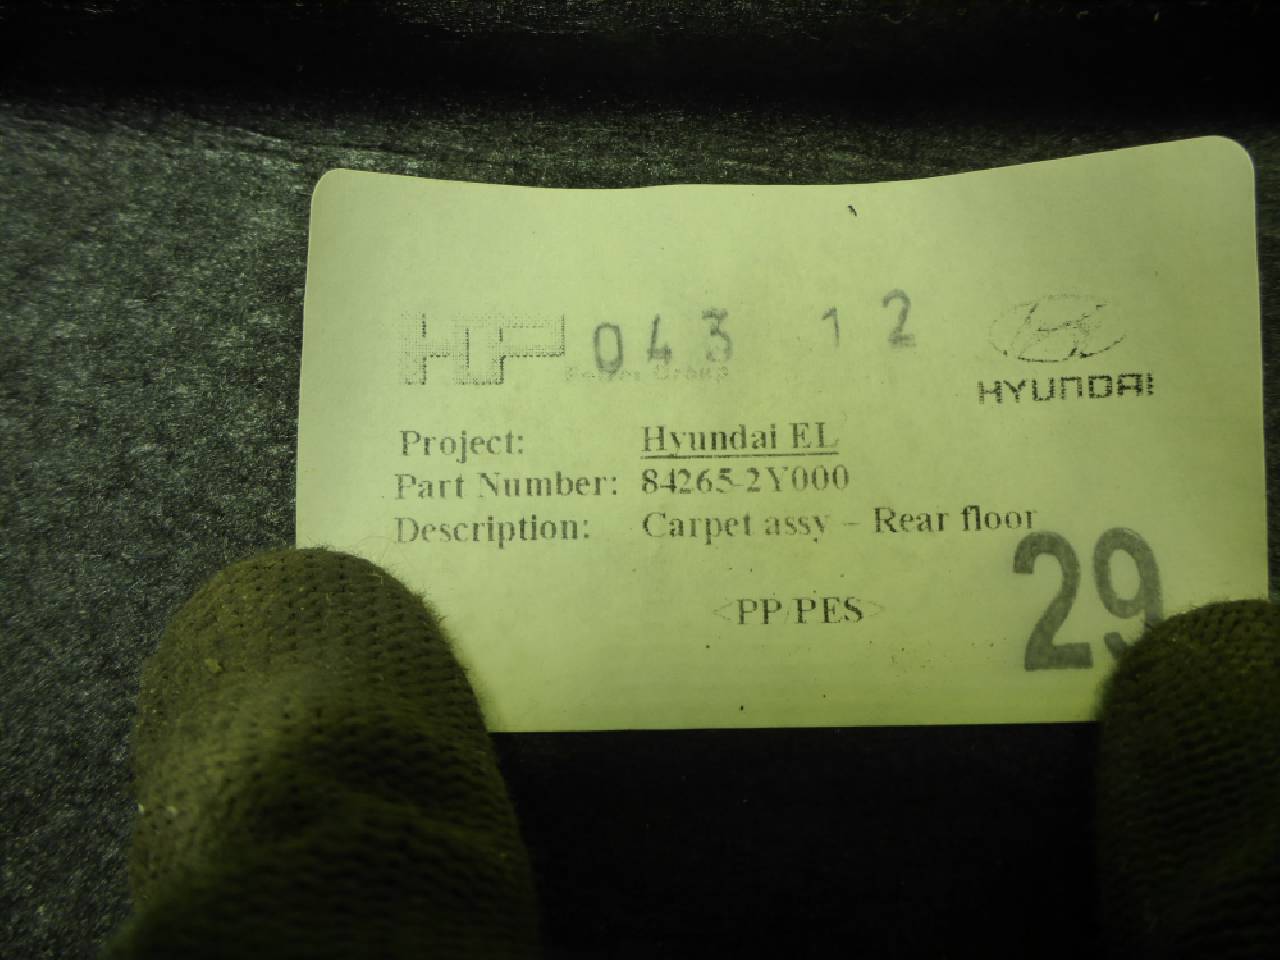 HP 043 12
Group
HYUNDAI
Project: Hyundai EL
Part Number: 84265-2Y000
Description: Carpet assy – Rear floor
<PP/PES>
29